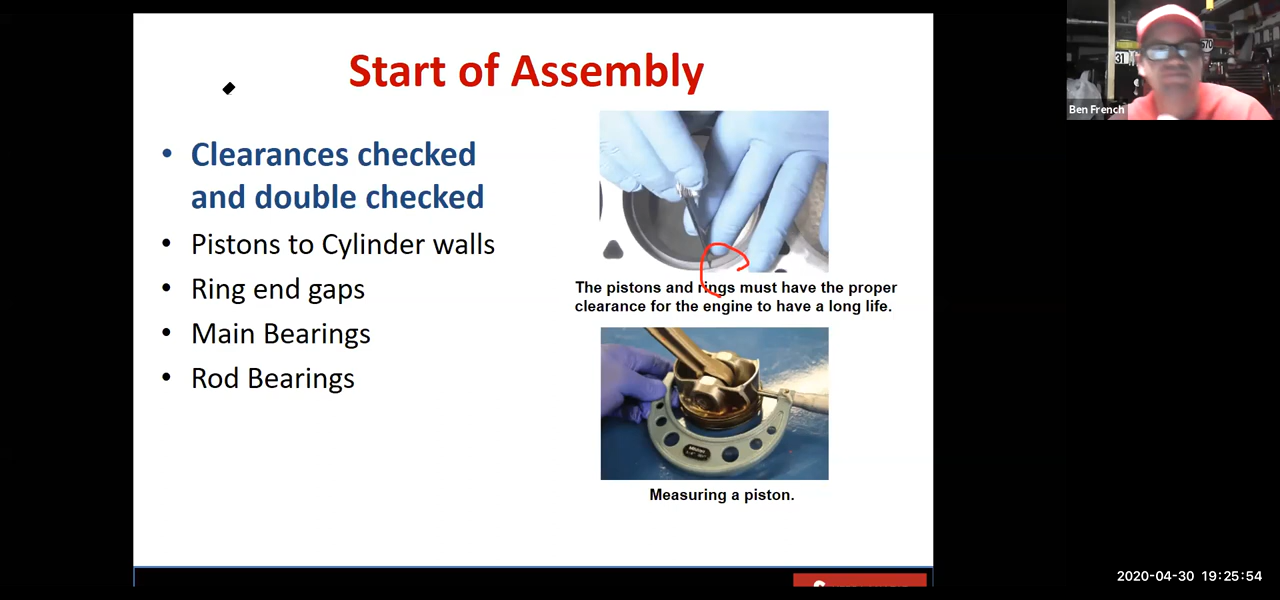 Start of Assembly
• Clearances checked
and double checked
• Pistons to Cylinder walls
• Ring end gaps
• Main Bearings
• Rod Bearings
The pistons and rings must have the proper
clearance for the engine to have a long life.
Measuring a piston.
Ben French
31
2020-04-30 19:25:54